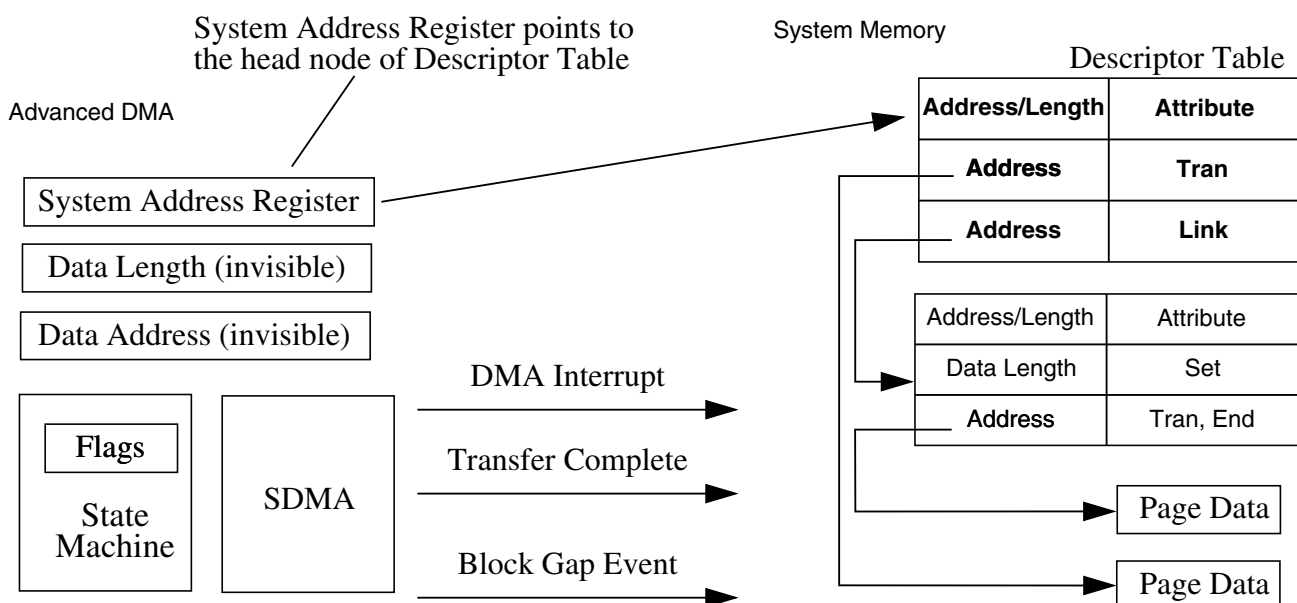 System Address Register points to
the head node of Descriptor Table
System Memory
Descriptor Table
Advanced DMA
Address/Length Attribute
Address Tran
Address Link
System Address Register
Data Length (invisible)
Data Address (invisible)
Address/Length Attribute
Data Length Set
Address Tran, End
DMA Interrupt
Flags
State
Machine
SDMA
Transfer Complete
Block Gap Event
Page Data
Page Data